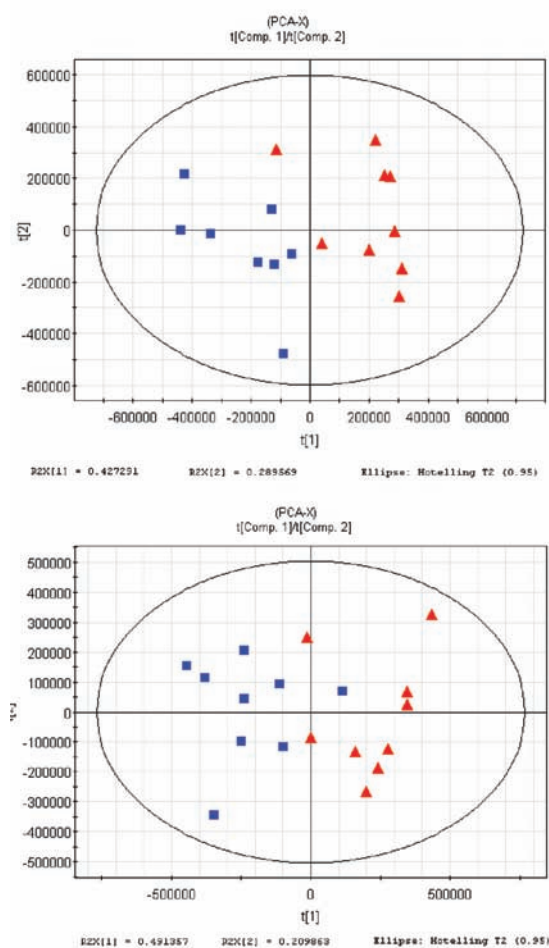 (PCA-X)
t[Comp. 1]/t[Comp. 2]
600000
400000
200000
0
-200000
-400000
-600000
t[2]
-600000 -400000 -200000 0 200000 400000 600000
t[1]
R2X[1] = 0.427291 R2X[2] = 0.289569 Ellipse: Hotelling T2 (0.95)
(PCA-X)
t[Comp. 1]/t[Comp. 2]
500000
400000
300000
200000
100000
0
-100000
-200000
-300000
-400000
-500000
-500000 0 500000
t[1]
R2X[1] = 0.491357 R2X[2] = 0.209863 Ellipse: Hotelling T2 (0.95)